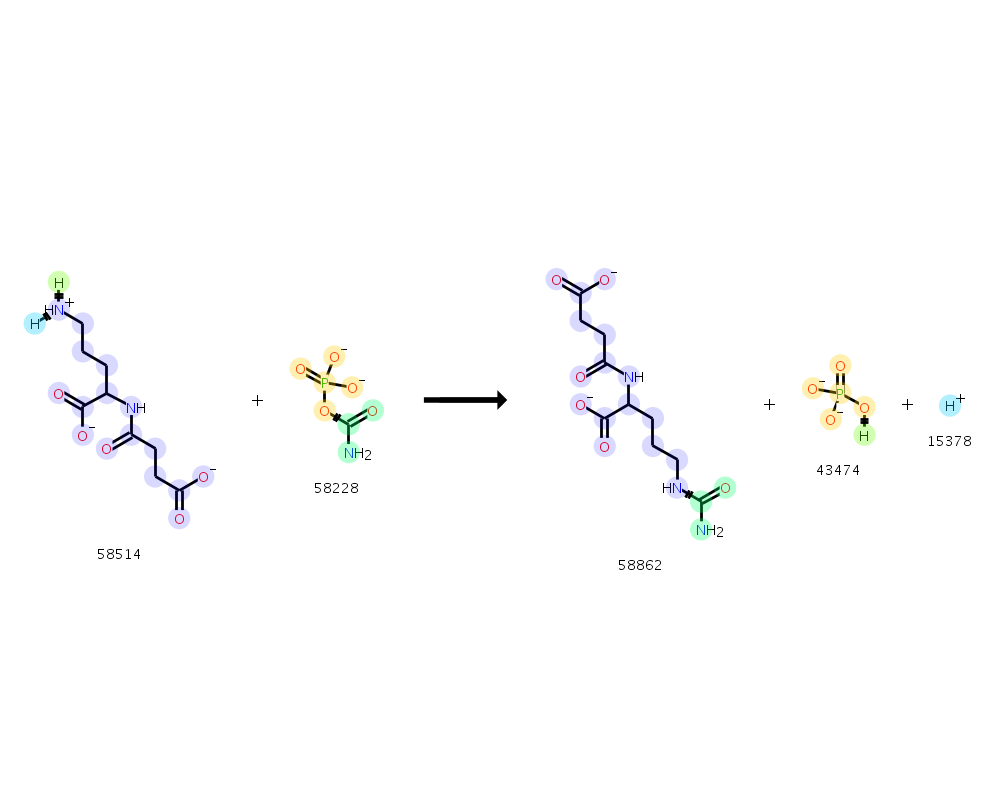 H
HN+
H
O
O-
NH
O
O-
O
58514
+
O-
O
P
O-
O
O
NH2
58228
O
O-
O
NH
O-
O
HN
O
NH2
58862
+
O
O-
P
O
O-
H
43474
+
H+
15378